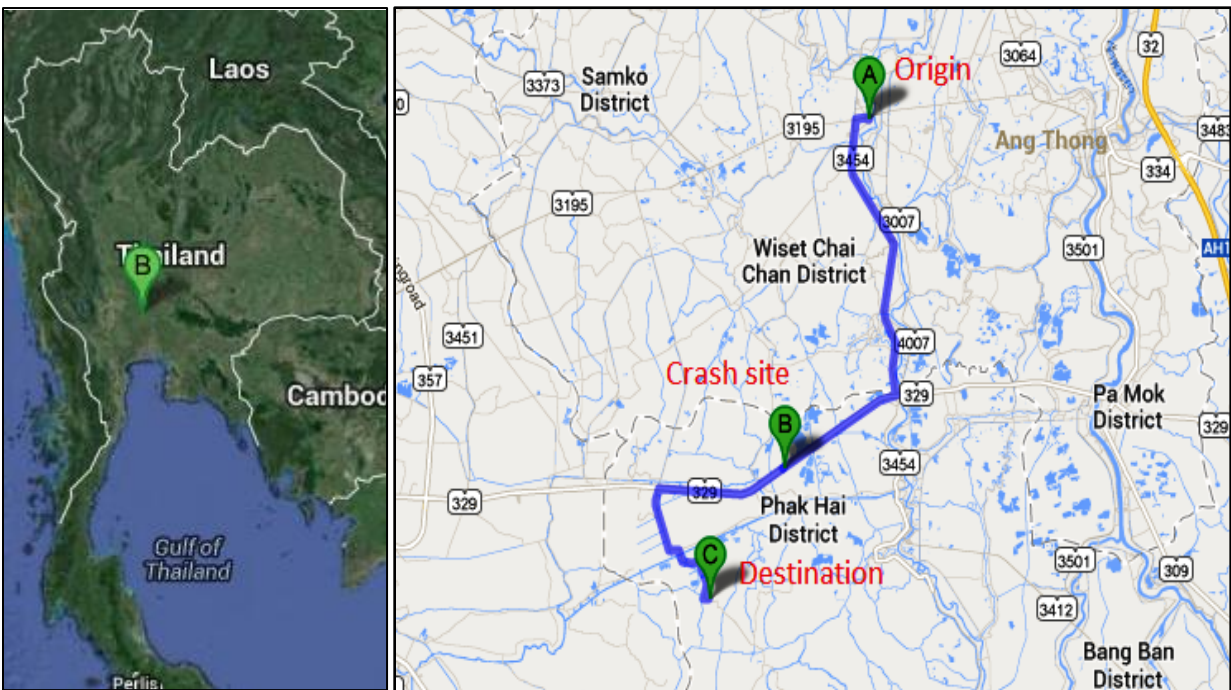 Laos
Thailand
B
Cambod
Gulf of
Thailand
Perlis
A
Origin
Samko
District
3373
3064
32
3195
3483
Ang Thong
3454
334
3195
3007
Wiset Chai
Chan District
3501
AH1
ingroad
3451
4007
357
Crash site
329
Pa Mok
District
329
B
3454
329
329
Phak Hai
District
C
Destination
3501
309
3412
Bang Ban
District